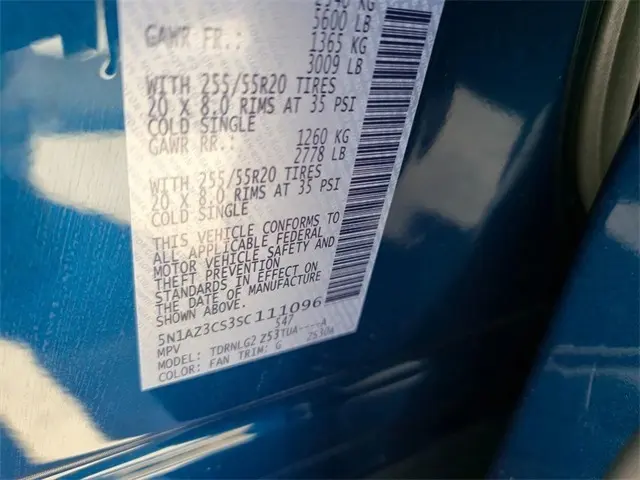 5600 LB
GAWR FR.: 1365 KG
3009 LB
WITH 255/55R20 TIRES
20 X 8.0 RIMS AT 35 PSI
COLD SINGLE
GAWR RR.: 1260 KG
2778 LB
WITH 255/55R20 TIRES
20 X 8.0 RIMS AT 35 PSI
COLD SINGLE
THIS VEHICLE CONFORMS TO
ALL APPLICABLE FEDERAL
MOTOR VEHICLE SAFETY AND
THEFT PREVENTION
STANDARDS IN EFFECT ON
THE DATE OF MANUFACTURE
SHOWN ABOVE.
5N1AZ3CS3SC111096
MPV 547
MODEL: TDRNLG2 Z53TUA----A
COLOR: FAN TRIM: G Z53DA